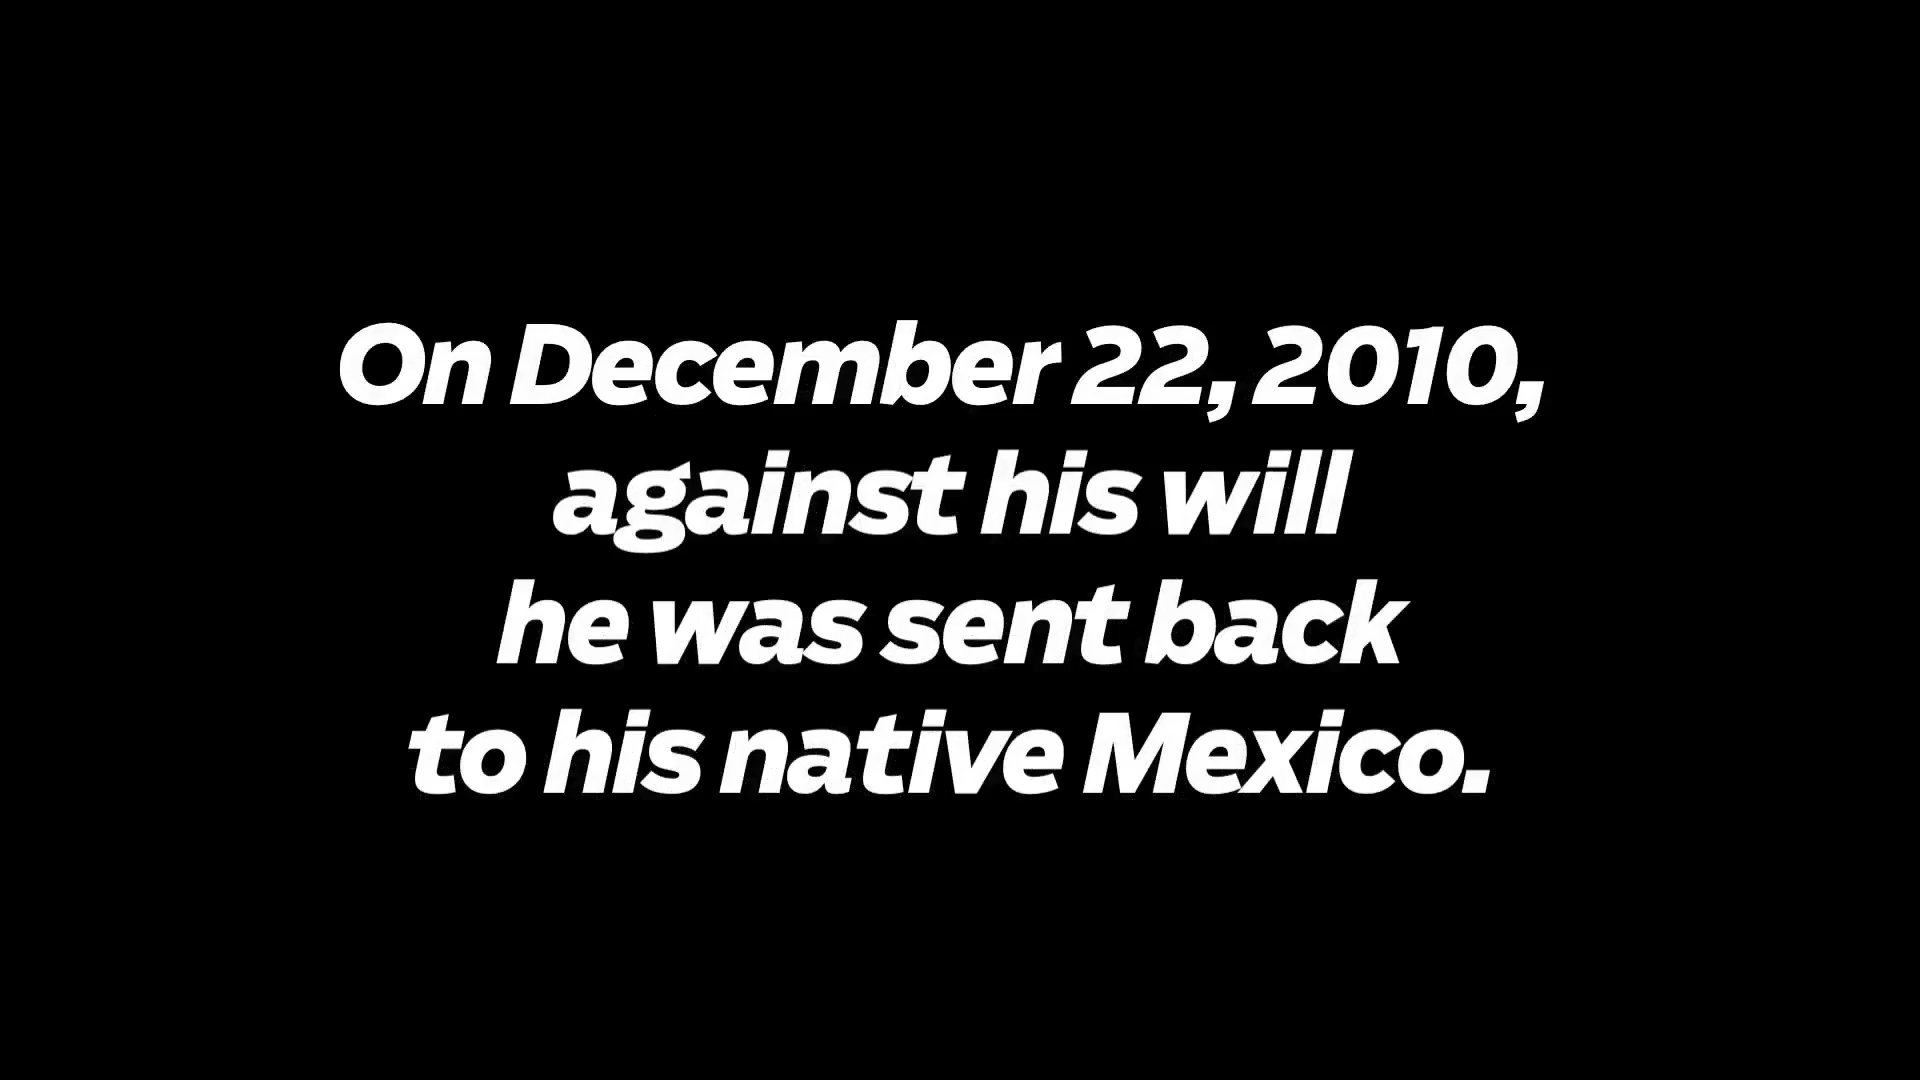 On December 22, 2010,
against his will
he was sent back
to his native Mexico.